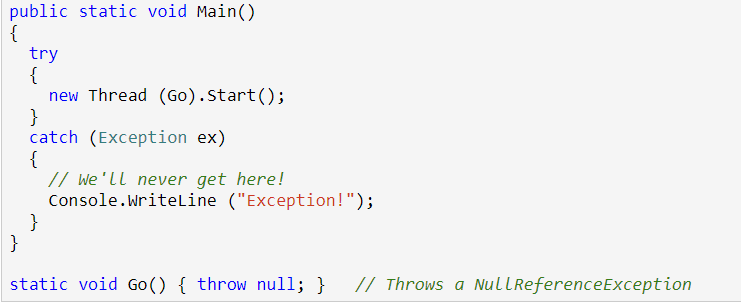 public static void Main()
{
  try
  {
    new Thread (Go).Start();
  }
  catch (Exception ex)
  {
    // We'll never get here!
    Console.WriteLine ("Exception!");
  }
}

static void Go() { throw null; }   // Throws a NullReferenceException